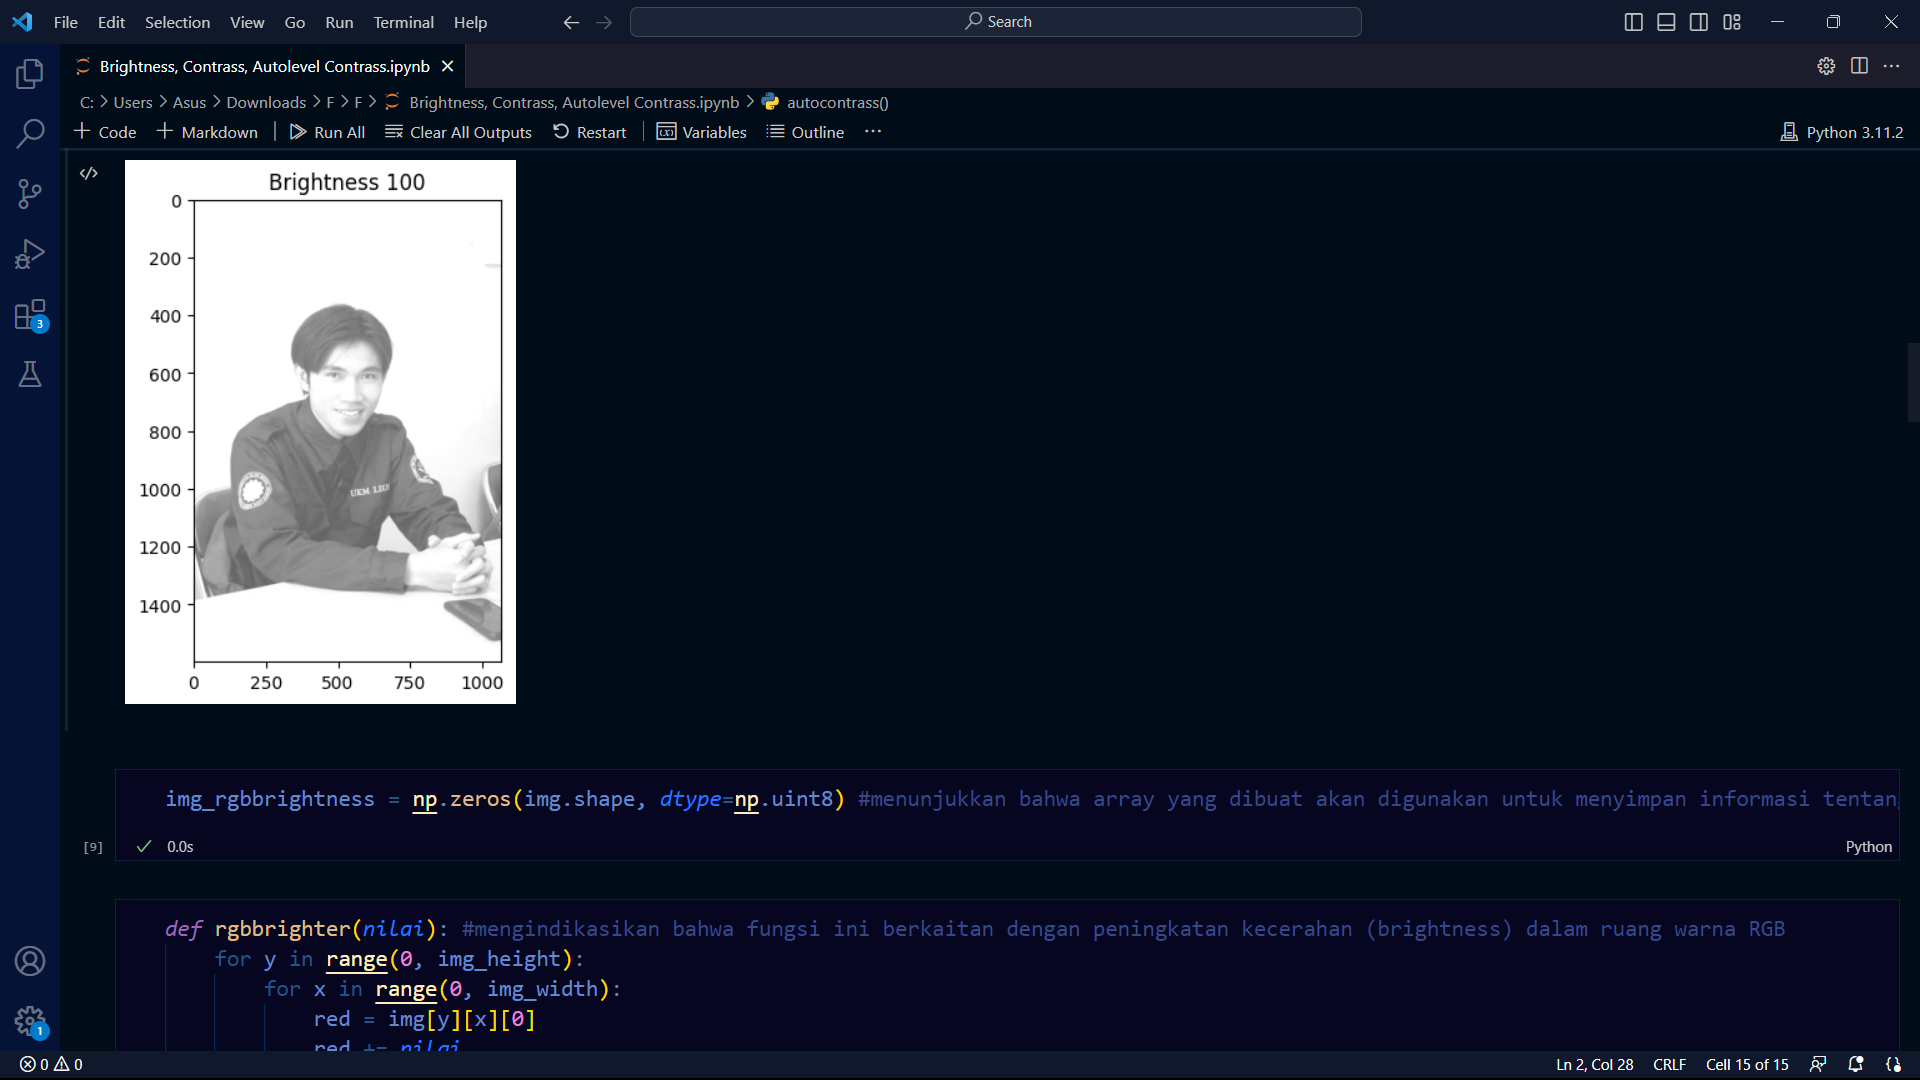 File Edit Selection View Go Run Terminal Help
Search
Brightness, Contrass, Autolevel Contrass.ipynb
C: > Users > Asus > Downloads > F > F > Brightness, Contrass, Autolevel Contrass.ipynb > autocontrass()
+ Code + Markdown | Run All Clear All Outputs Restart | Variables Outline ...
Python 3.11.2
Brightness 100
0
200
400
600
800
1000
1200
1400
0 250 500 750 1000
UKM
3
img_rgbbrightness = np.zeros(img.shape, dtype=np.uint8) #menunjukkan bahwa array yang dibuat akan digunakan untuk menyimpan informasi tentang
[9] 0.0s
Python
def rgbbrighter(nilai): #mengindikasikan bahwa fungsi ini berkaitan dengan peningkatan kecerahan (brightness) dalam ruang warna RGB
for y in range(0, img_height):
for x in range(0, img_width):
red = img[y][x][0]
red += nilai
1
0 0
Ln 2, Col 28 CRLF Cell 15 of 15